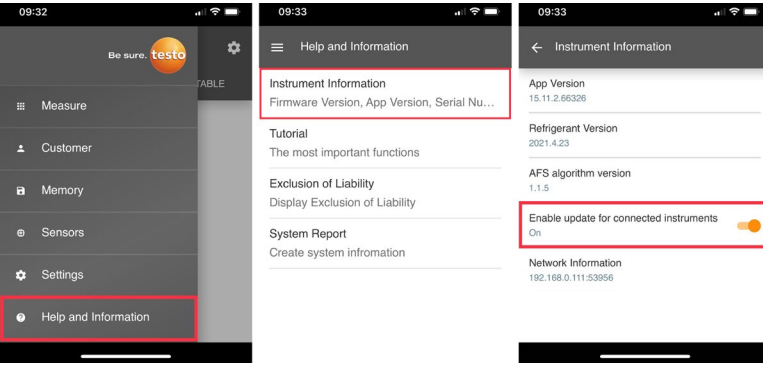 09:32
Be sure. testo
TABLE
Measure
Customer
Memory
Sensors
Settings
Help and Information
09:33
Help and Information
Instrument Information
Firmware Version, App Version, Serial Nu...
Tutorial
The most important functions
Exclusion of Liability
Display Exclusion of Liability
System Report
Create system infromation
09:33
Instrument Information
App Version
15.11.2.66326
Refrigerant Version
2021.4.23
AFS algorithm version
1.1.5
Enable update for connected instruments
On
Network Information
192.168.0.111:53956